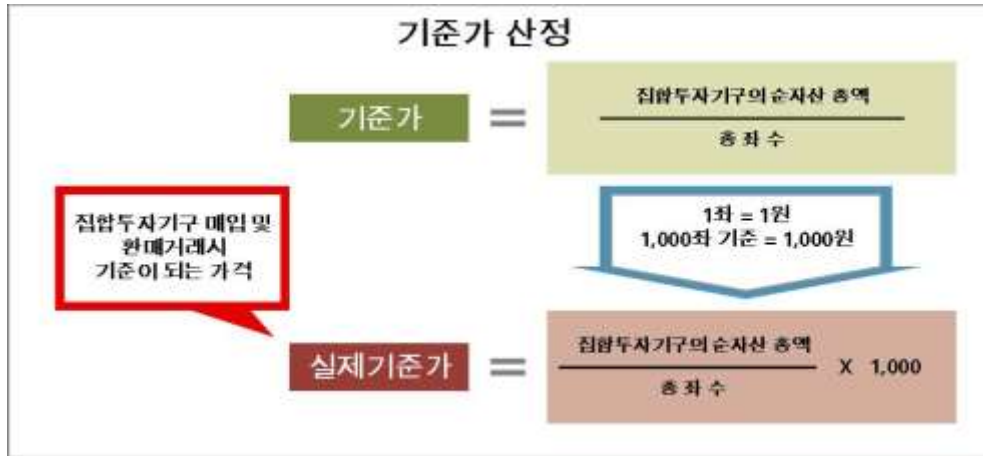 기준가 산정
기준가 =
집합투자기구의 순자산 총액
총 좌 수
집합투자기구 매입 및
환매거래시
기준이 되는 가격
1좌 = 1원
1,000좌 기준 = 1,000원
실제기준가 =
집합투자기구의 순자산 총액
총 좌 수
X 1,000